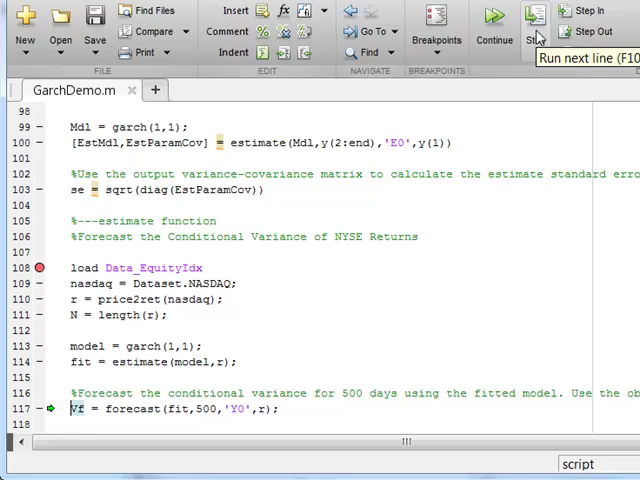 Find Files
Insert
fx
Step In
Compare
Comment
Go To
Step Out
New
Open
Save
Print
Indent
Find
Breakpoints
Continue
Run next line (F10
FILE
EDIT
NAVIGATE
BREAKPOINTS
GarchDemo.m
98
99 Mdl = garch(1,1);
100 [EstMdl,EstParamCov] = estimate(Mdl,y(2:end),'E0',y(1))
101
102 %Use the output variance-covariance matrix to calculate the estimate standard erro
103 se = sqrt(diag(EstParamCov))
104
105 %---estimate function
106 %Forecast the Conditional Variance of NYSE Returns
107
108 load Data_EquityIdx
109 nasdaq = Dataset.NASDAQ;
110 r = price2ret(nasdaq);
111 N = length(r);
112
113 model = garch(1,1);
114 fit = estimate(model,r);
115
116 %Forecast the conditional variance for 500 days using the fitted model. Use the ob
117 Vf = forecast(fit,500,'Y0',r);
118
script